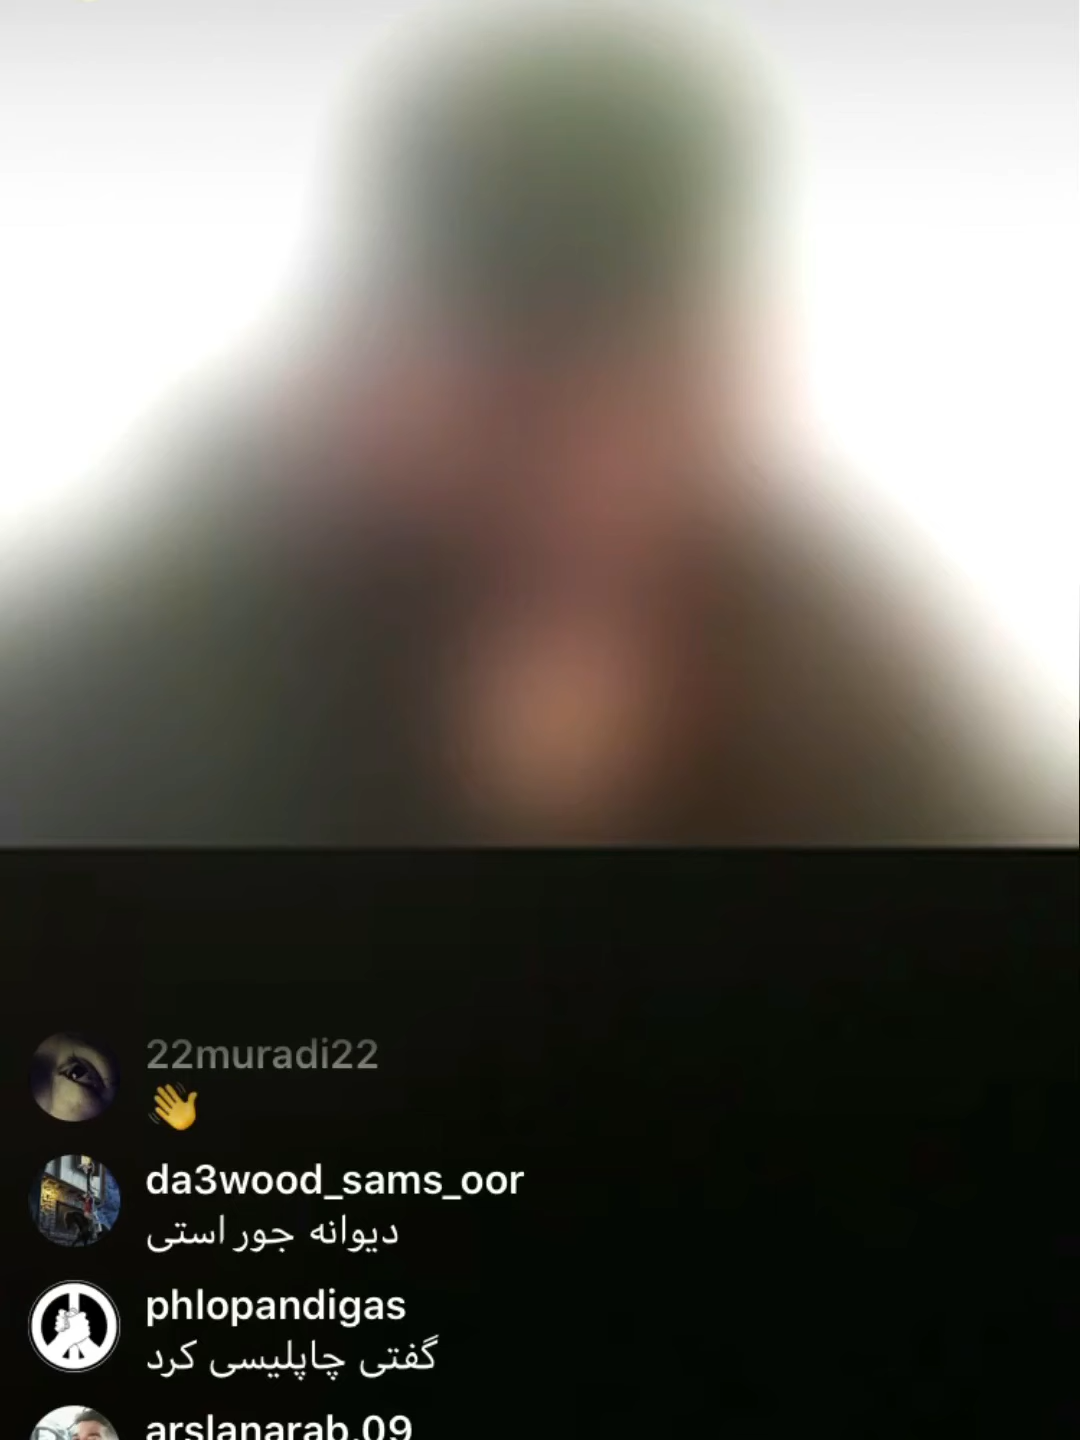 22muradi22
👋
da3wood_sams_oor
دیوانه جور استی
phlopandigas
گفتی چاپلیسی کرد
arslanarab.09